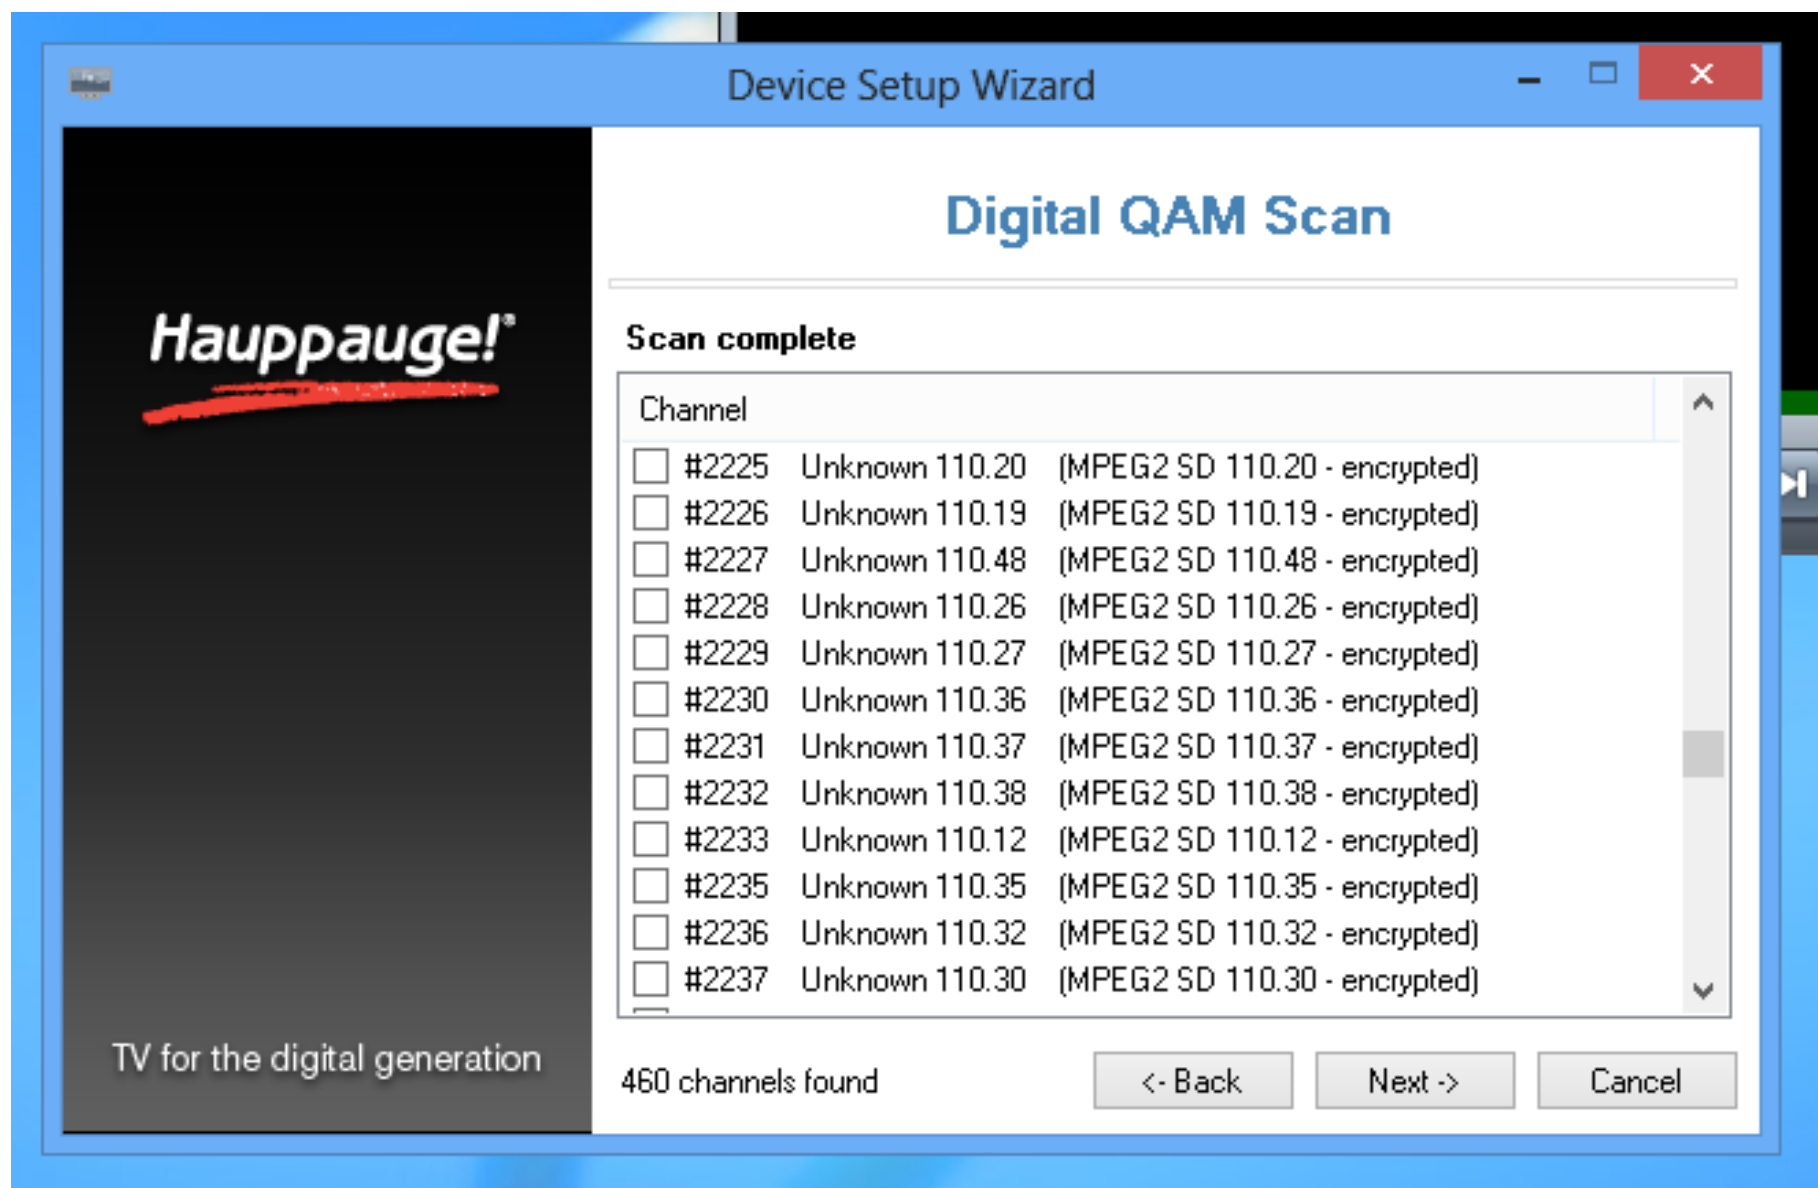 Device Setup Wizard
Hauppauge!®
TV for the digital generation
Digital QAM Scan
Scan complete
Channel
#2225 Unknown 110.20 (MPEG2 SD 110.20 - encrypted)
#2226 Unknown 110.19 (MPEG2 SD 110.19 - encrypted)
#2227 Unknown 110.48 (MPEG2 SD 110.48 - encrypted)
#2228 Unknown 110.26 (MPEG2 SD 110.26 - encrypted)
#2229 Unknown 110.27 (MPEG2 SD 110.27 - encrypted)
#2230 Unknown 110.36 (MPEG2 SD 110.36 - encrypted)
#2231 Unknown 110.37 (MPEG2 SD 110.37 - encrypted)
#2232 Unknown 110.38 (MPEG2 SD 110.38 - encrypted)
#2233 Unknown 110.12 (MPEG2 SD 110.12 - encrypted)
#2235 Unknown 110.35 (MPEG2 SD 110.35 - encrypted)
#2236 Unknown 110.32 (MPEG2 SD 110.32 - encrypted)
#2237 Unknown 110.30 (MPEG2 SD 110.30 - encrypted)
460 channels found
<- Back
Next ->
Cancel